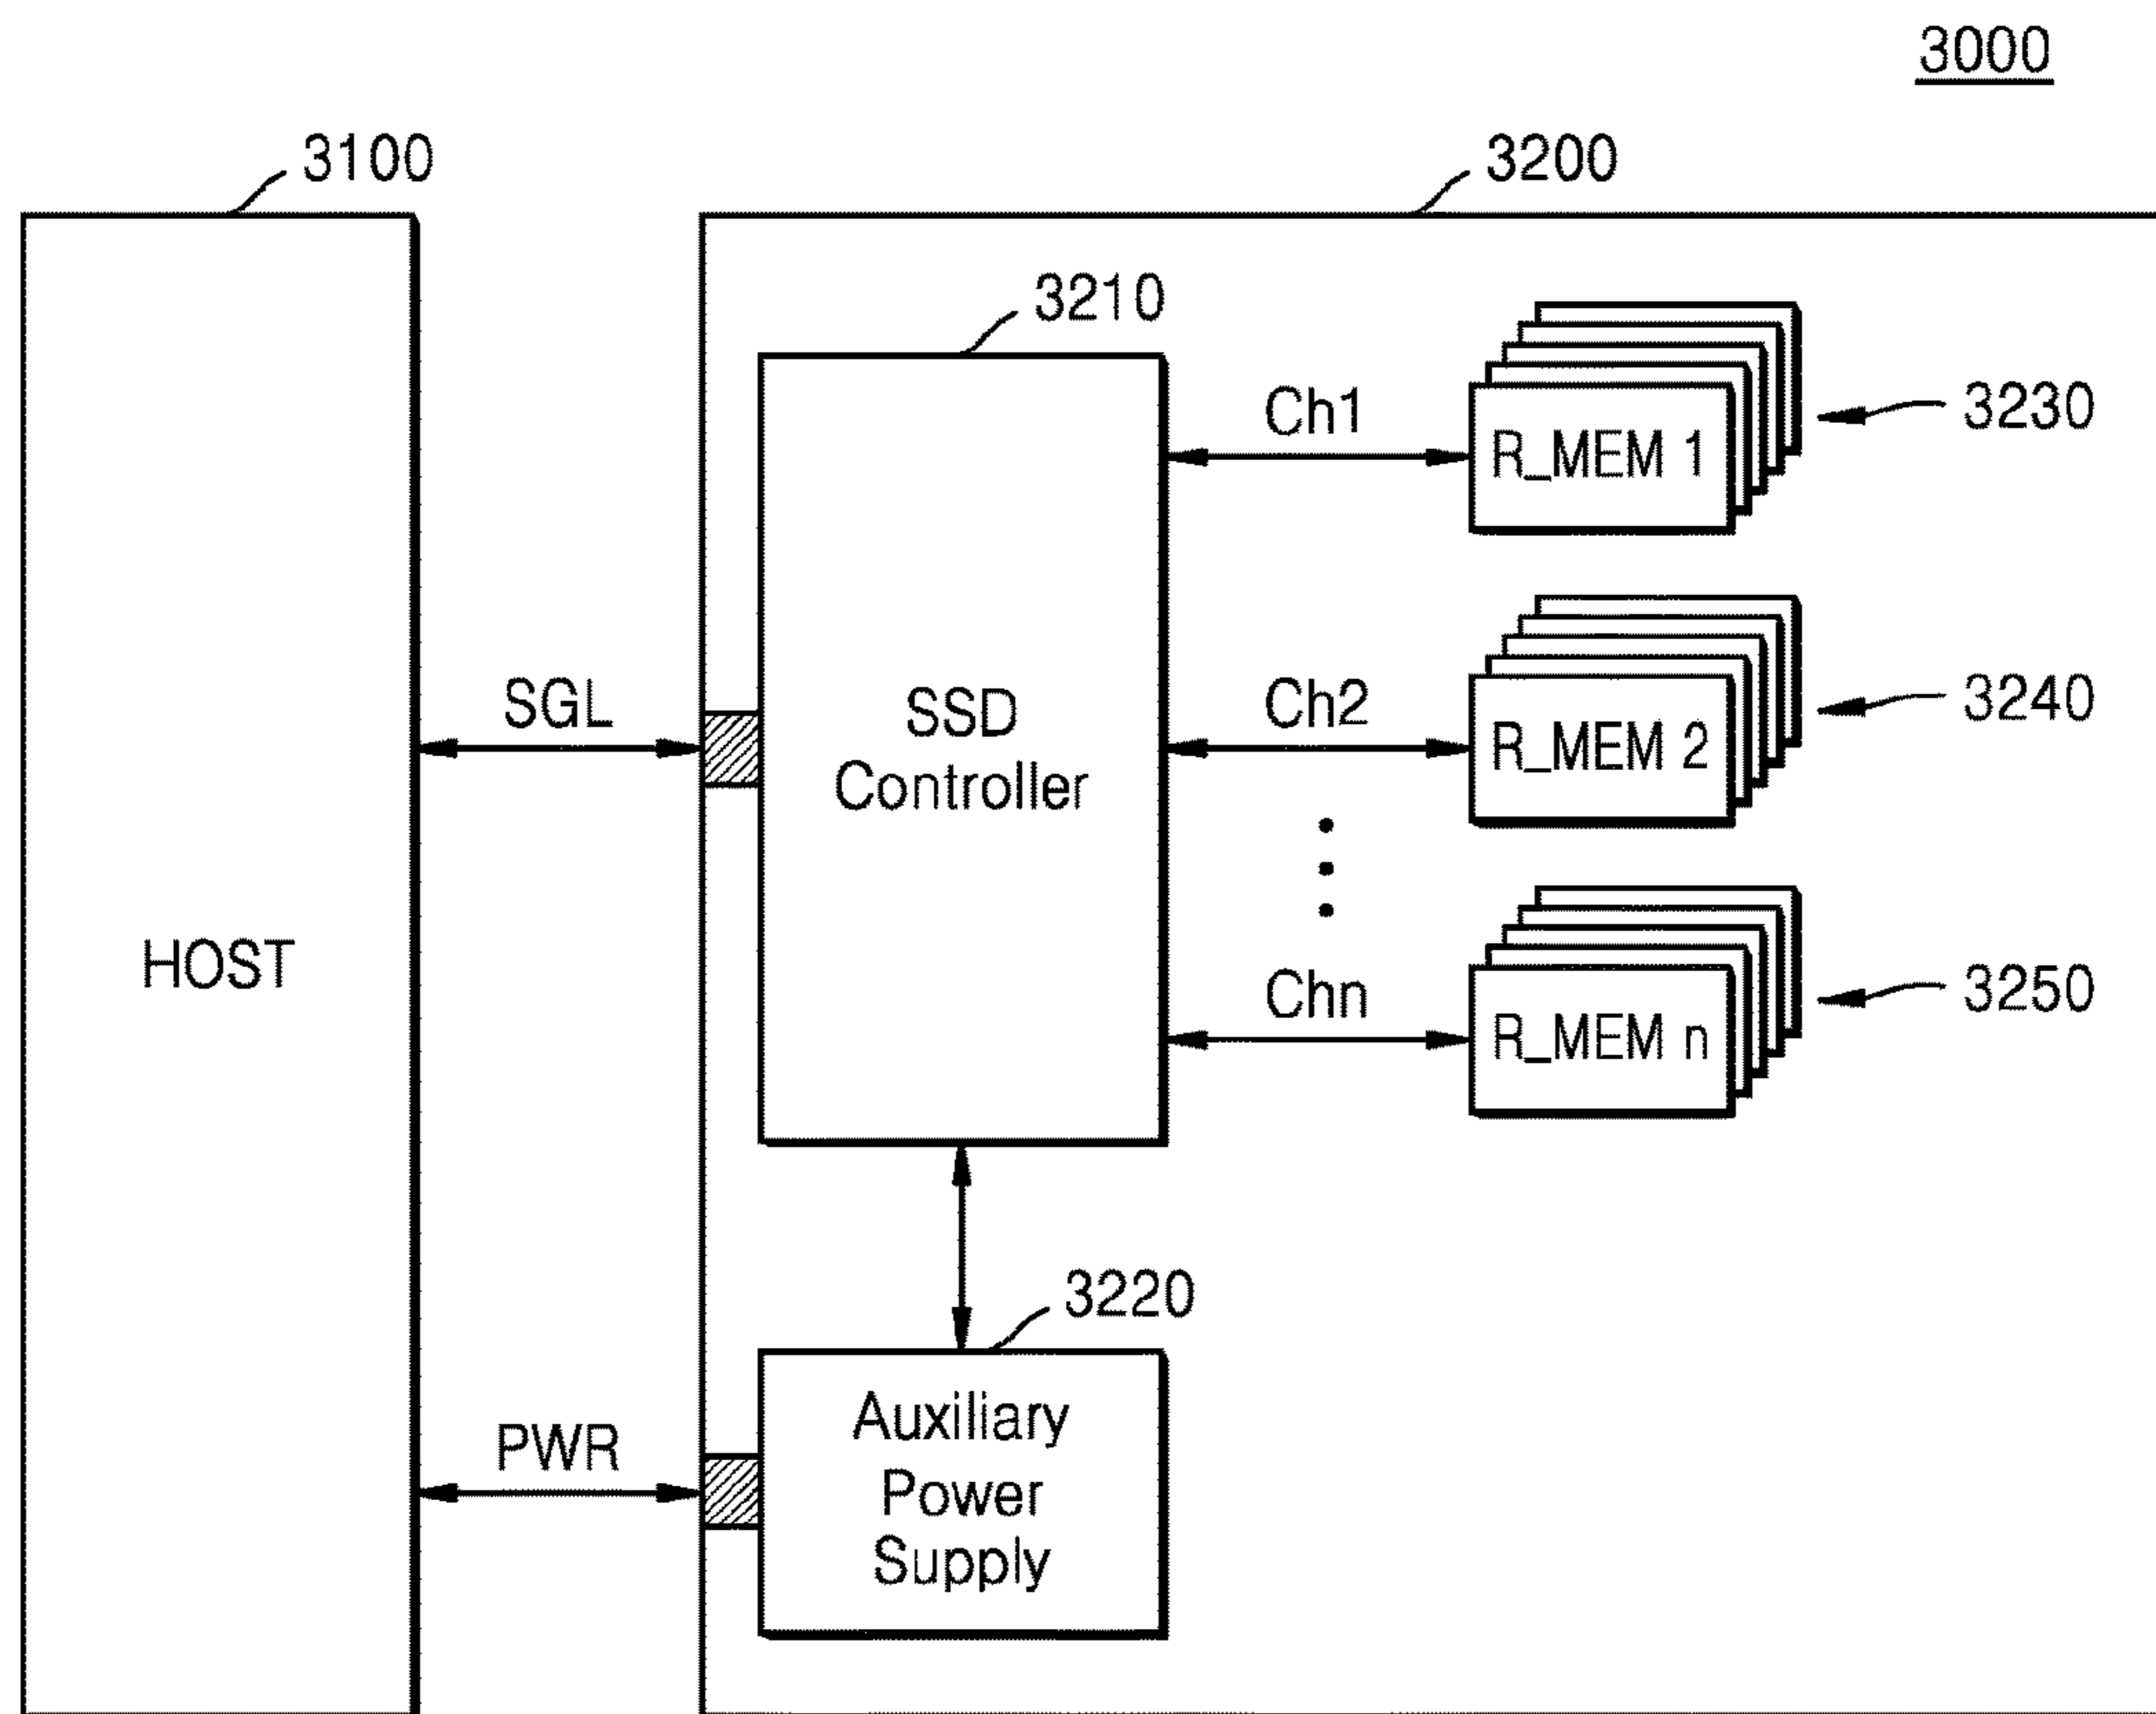 3000
3100
3200
3210
Ch1
R_MEM 1
3230
SGL
SSD
Controller
Ch2
R_MEM 2
3240
HOST
Chn
R_MEM n
3250
3220
PWR
Auxiliary
Power
Supply